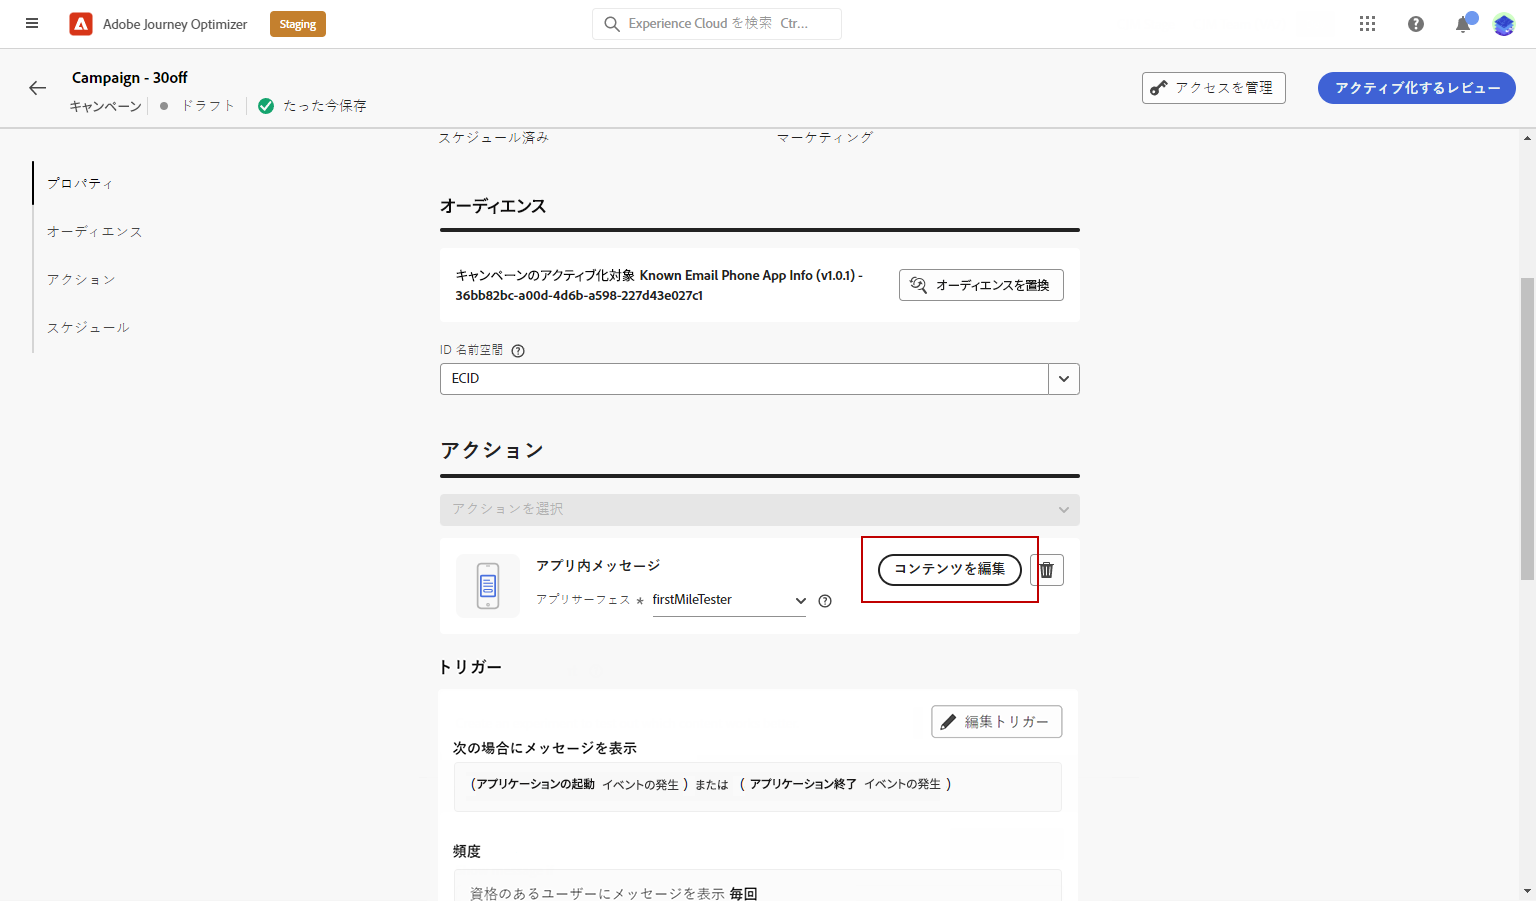 Adobe Journey Optimizer
Staging
Experience Cloud を検索 Ctr...
Campaign - 30off
キャンペーン
ドラフト
たった今保存
アクセスを管理
アクティブ化するレビュー
スケジュール済み
マーケティング
プロパティ
オーディエンス
アクション
スケジュール
オーディエンス
キャンペーンのアクティブ化対象 Known Email Phone App Info (v1.0.1) -
36bb82bc-a00d-4d6b-a598-227d43e027c1
オーディエンスを置換
ID 名前空間
ECID
アクション
アクションを選択
アプリ内メッセージ
コンテンツを編集
アプリサーフェス * firstMileTester
トリガー
編集トリガー
次の場合にメッセージを表示
(アプリケーションの起動 イベントの発生 ) または ( アプリケーション終了 イベントの発生 )
頻度
資格のあるユーザーにメッセージを表示 毎回